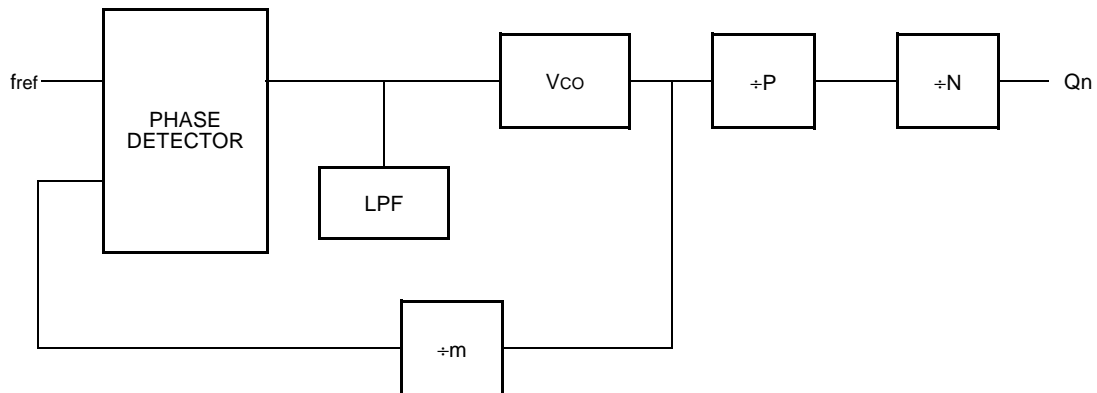 fref
PHASE
DETECTOR
VCO
÷P
÷N
Qn
LPF
÷m